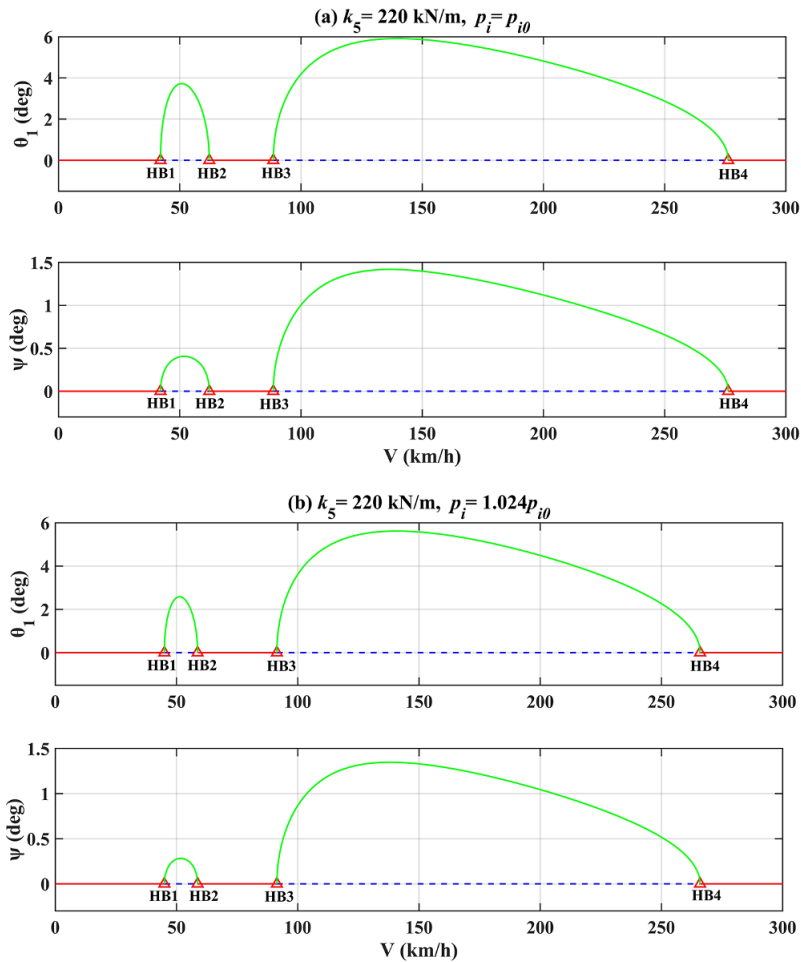 (a) k5= 220 kN/m, pi= pi0
6
4
2
0
θ1 (deg)
HB1 HB2 HB3 HB4
0 50 100 150 200 250 300
1.5
1
0.5
0
ψ (deg)
HB1 HB2 HB3 HB4
0 50 100 150 200 250 300
V (km/h)
(b) k5= 220 kN/m, pi= 1.024pi0
6
4
2
0
θ1 (deg)
HB1 HB2 HB3 HB4
0 50 100 150 200 250 300
1.5
1
0.5
0
ψ (deg)
HB1 HB2 HB3 HB4
0 50 100 150 200 250 300
V (km/h)